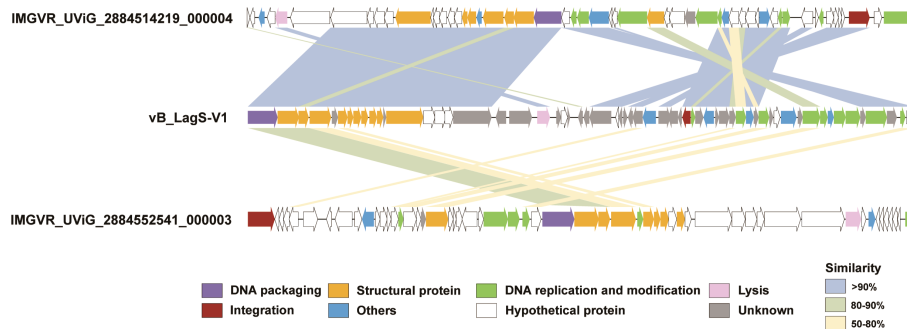 IMGVR_UViG_2884514219_000004
vB_LagS-V1
IMGVR_UViG_2884552541_000003
DNA packaging
Structural protein
DNA replication and modification
Lysis
Integration
Others
Hypothetical protein
Unknown
Similarity
>90%
80-90%
50-80%